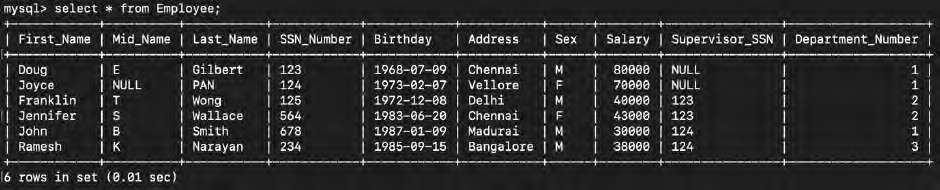 mysql> select * from Employee;
| First_Name | Mid_Name | Last_Name | SSN_Number | Birthday | Address | Sex | Salary | Supervisor_SSN | Department_Number |
| Doug | E | Gilbert | 123 | 1968-07-09 | Chennai | M | 80000 | NULL | 1 |
| Joyce | NULL | PAN | 124 | 1973-02-07 | Vellore | F | 70000 | NULL | 1 |
| Franklin | T | Wong | 125 | 1972-12-08 | Delhi | M | 40000 | 123 | 2 |
| Jennifer | S | Wallace | 564 | 1983-06-20 | Chennai | F | 43000 | 123 | 2 |
| John | B | Smith | 678 | 1987-01-09 | Madurai | M | 30000 | 124 | 1 |
| Ramesh | K | Narayan | 234 | 1985-09-15 | Bangalore | M | 38000 | 124 | 3 |
6 rows in set (0.01 sec)